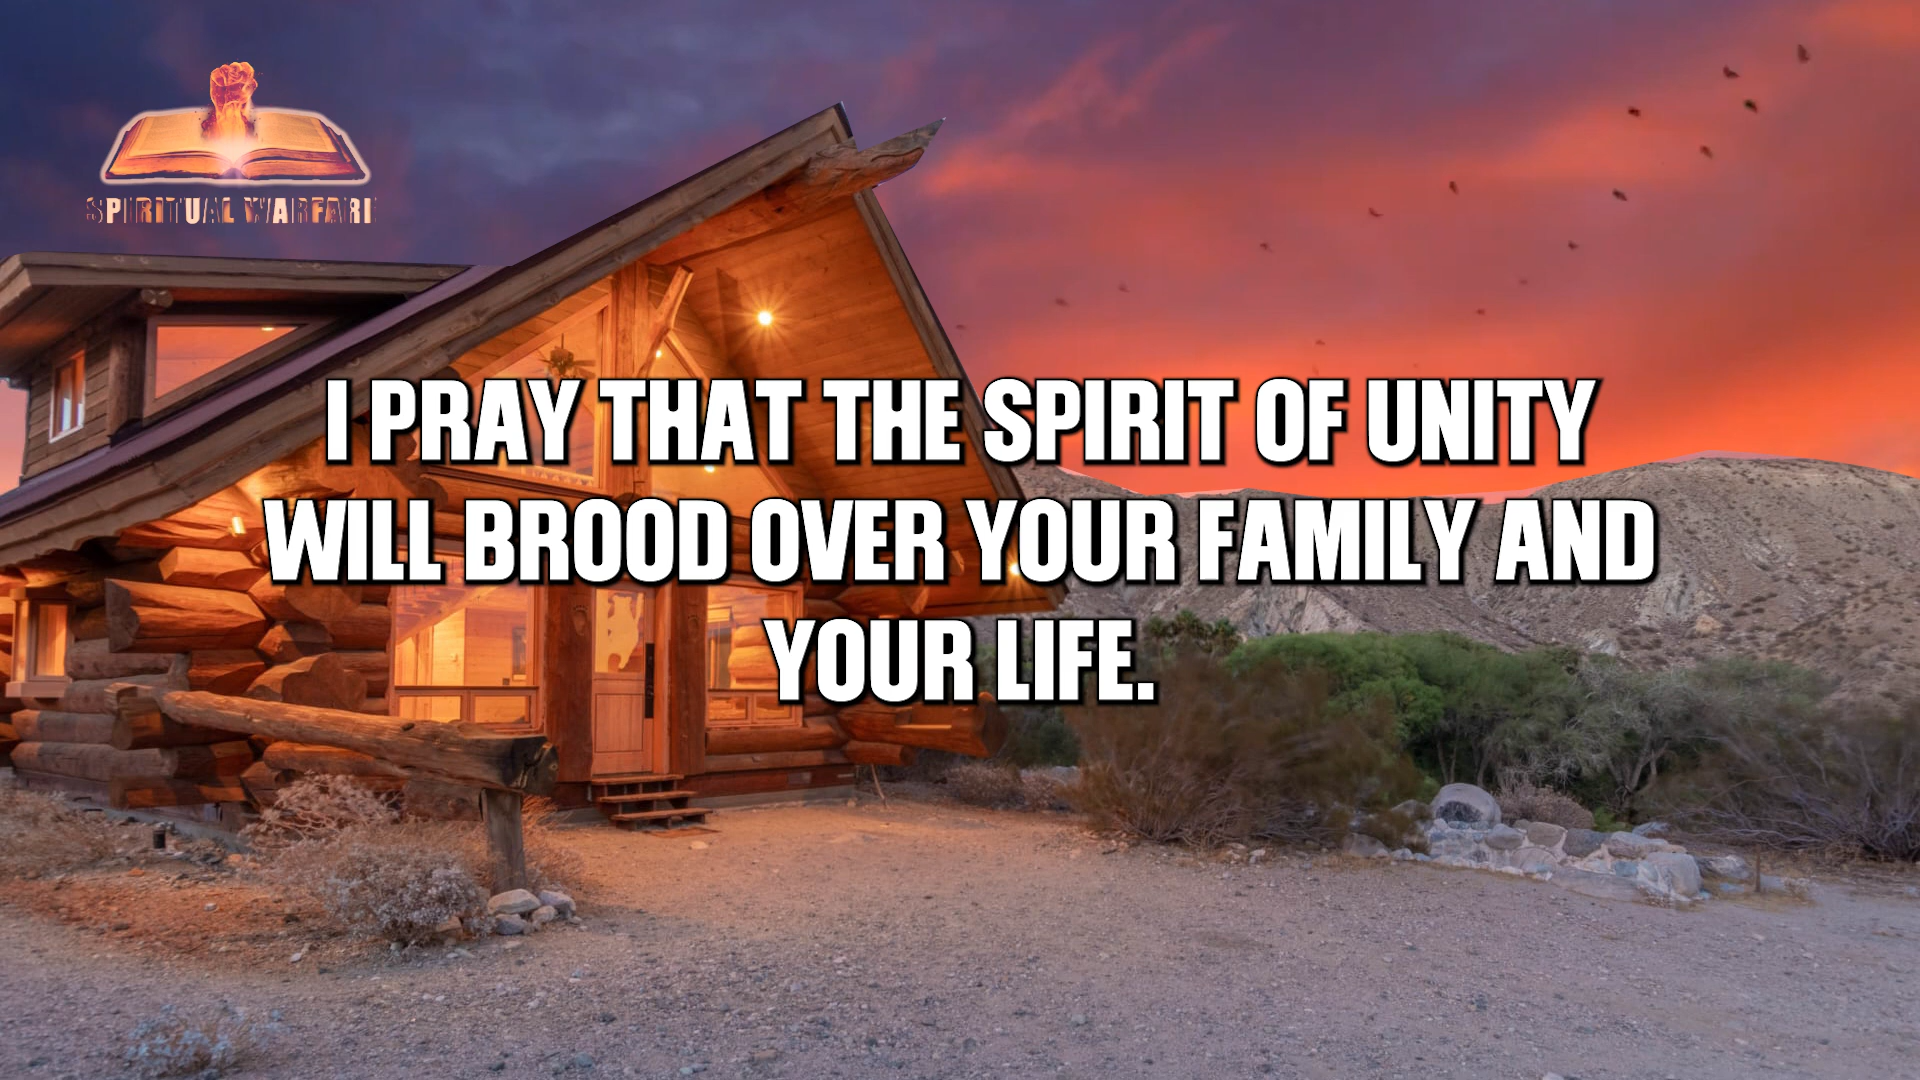 SPIRITUAL WARFARE
I PRAY THAT THE SPIRIT OF UNITY
WILL BROOD OVER YOUR FAMILY AND
YOUR LIFE.